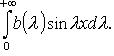 ∫₀^{+∞} b(λ) sin λx dλ.